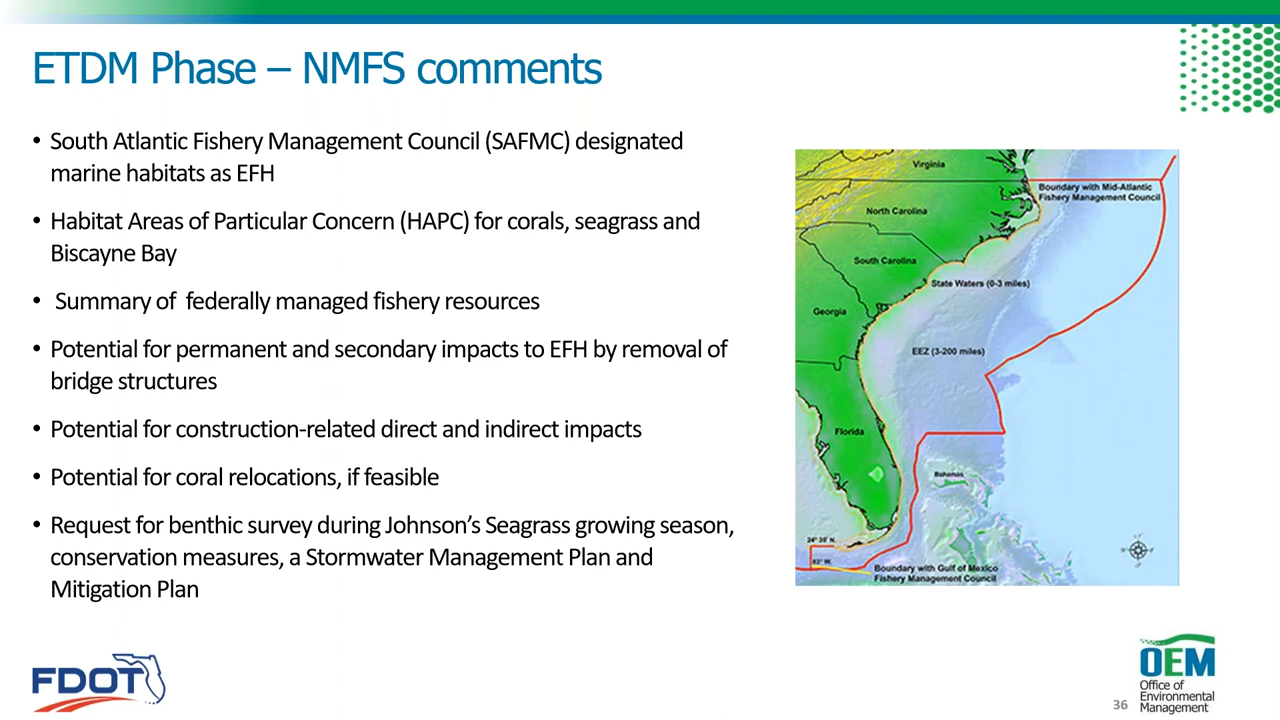 ETDM Phase – NMFS comments
• South Atlantic Fishery Management Council (SAFMC) designated
marine habitats as EFH
• Habitat Areas of Particular Concern (HAPC) for corals, seagrass and
Biscayne Bay
• Summary of federally managed fishery resources
• Potential for permanent and secondary impacts to EFH by removal of
bridge structures
• Potential for construction-related direct and indirect impacts
• Potential for coral relocations, if feasible
• Request for benthic survey during Johnson's Seagrass growing season,
conservation measures, a Stormwater Management Plan and
Mitigation Plan
Virginia
Boundary with Mid-Atlantic
Fishery Management Council
North Carolina
South Carolina
State Waters (0-3 miles)
Georgia
EEZ (3-200 miles)
Florida
Bahamas
24° 35' N.
83° W.
Boundary with Gulf of Mexico
Fishery Management Council
FDOT
36
OEM
Office of
Environmental
Management